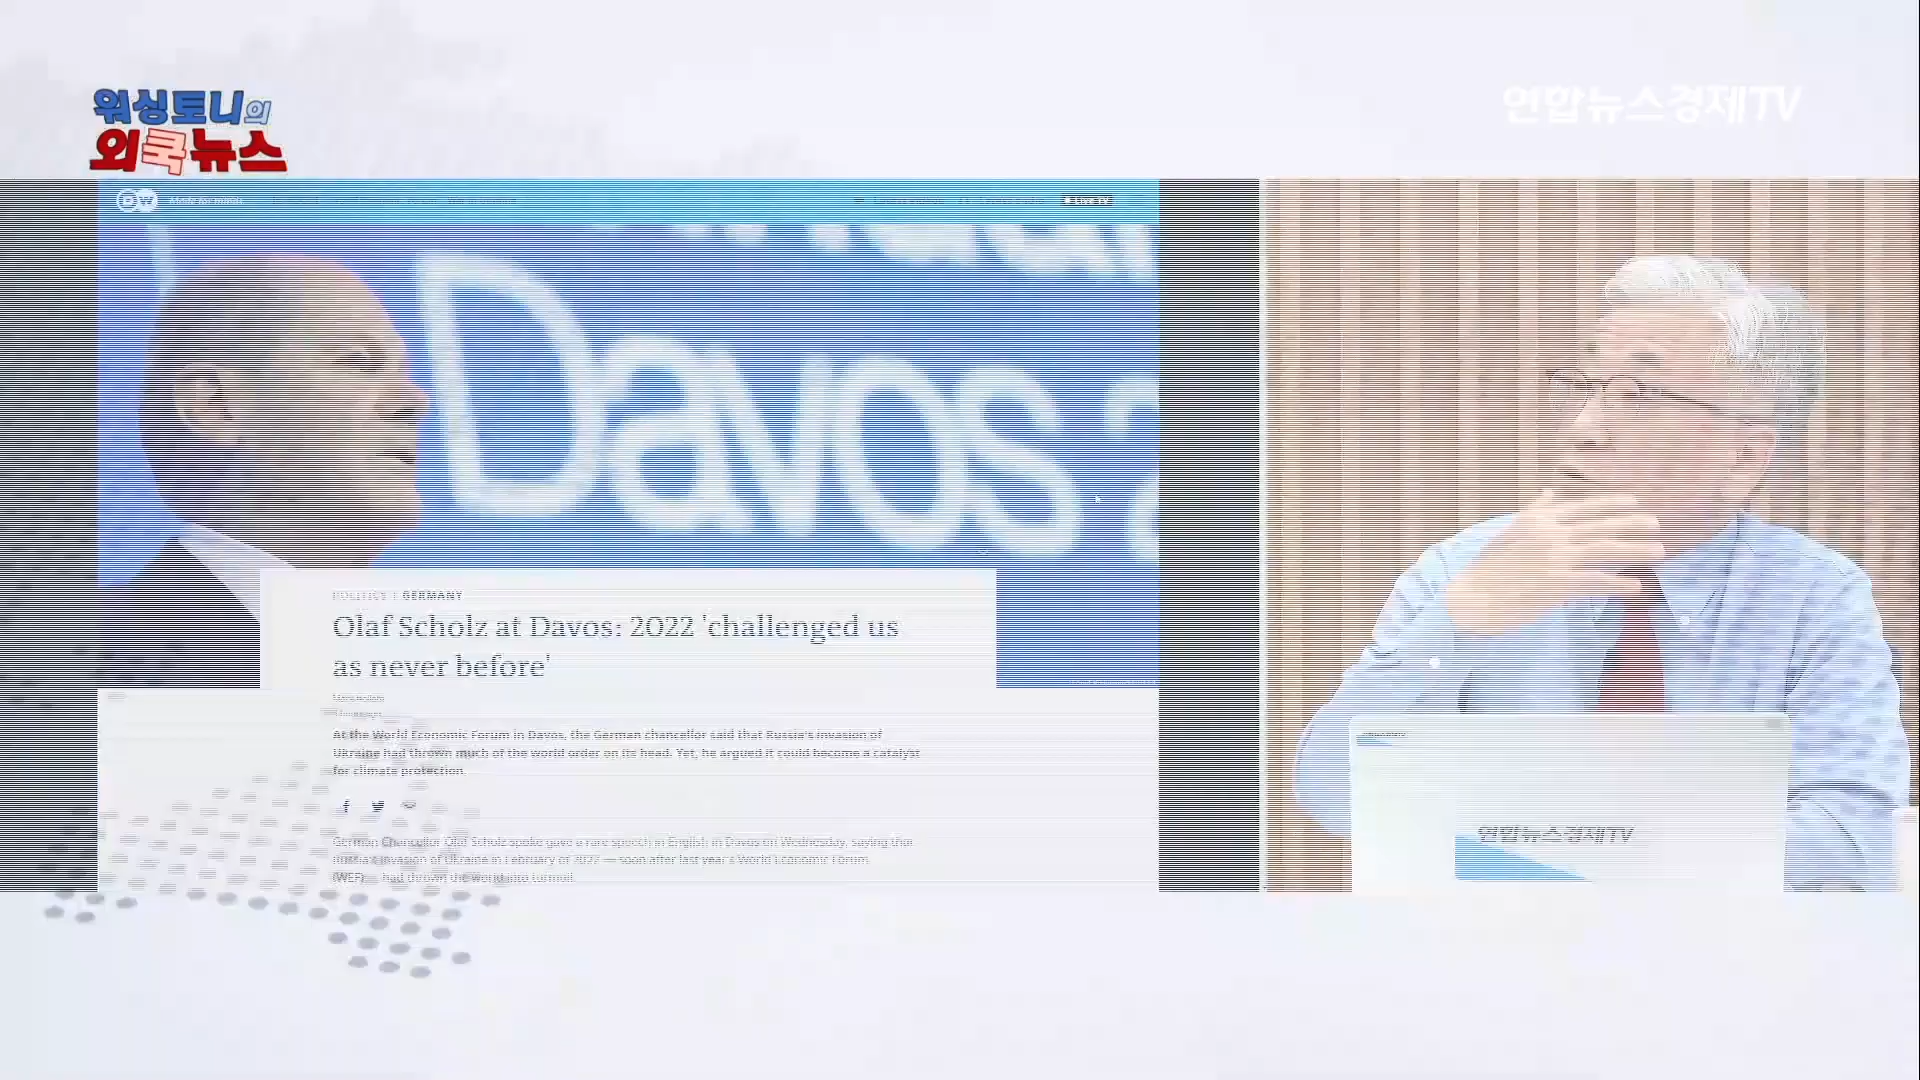 워싱토니의
외쿡뉴스
연합뉴스경제TV
DW Made for minds.
LIVE TV
Davos
POLITICS | GERMANY
Olaf Scholz at Davos: 2022 'challenged us
as never before'
At the World Economic Forum in Davos, the German chancellor said that Russia's invasion of
Ukraine had thrown much of the world order on its head. Yet, he argued it could become a catalyst
for climate protection.
German Chancellor Olaf Scholz spoke gave a rare speech in English in Davos on Wednesday, saying that
Russia's invasion of Ukraine in February of 2022 — soon after last year's World Economic Forum
(WEF) — had thrown the world into turmoil.
연합뉴스경제TV